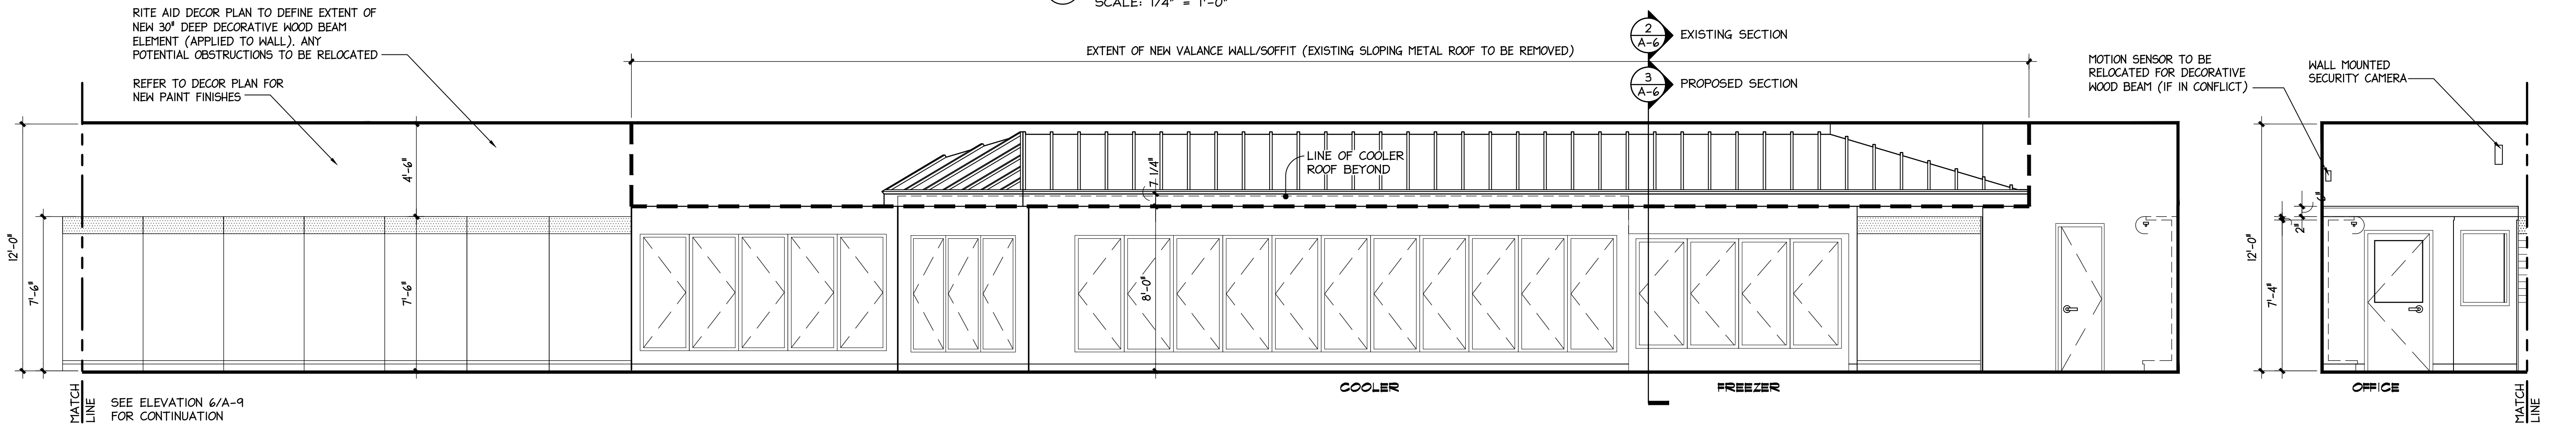 SCALE: 1/4" = 1'-0"
RITE AID DECOR PLAN TO DEFINE EXTENT OF
NEW 30" DEEP DECORATIVE WOOD BEAM
ELEMENT (APPLIED TO WALL). ANY
POTENTIAL OBSTRUCTIONS TO BE RELOCATED
REFER TO DECOR PLAN FOR
NEW PAINT FINISHES
EXTENT OF NEW VALANCE WALL/SOFFIT (EXISTING SLOPING METAL ROOF TO BE REMOVED)
2
A-6
EXISTING SECTION
3
A-6
PROPOSED SECTION
MOTION SENSOR TO BE
RELOCATED FOR DECORATIVE
WOOD BEAM (IF IN CONFLICT)
WALL MOUNTED
SECURITY CAMERA
LINE OF COOLER
ROOF BEYOND
12'-0"
7'-6"
4'-6"
7'-6"
7 1/4"
8'-0"
12'-0"
7'-4"
2"
6"
COOLER
FREEZER
OFFICE
MATCH
LINE
SEE ELEVATION 6/A-9
FOR CONTINUATION
MATCH
LINE